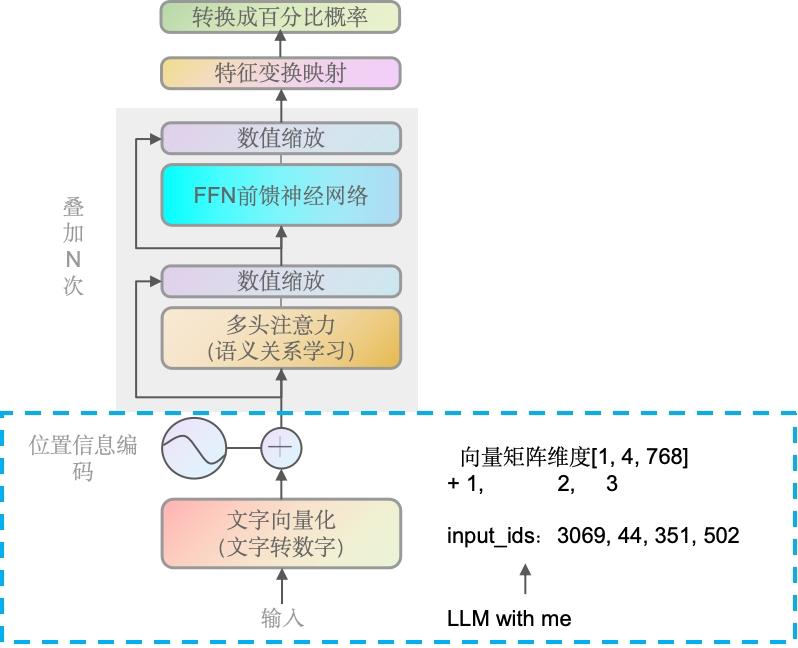 转换成百分比概率
特征变换映射
数值缩放
FFN前馈神经网络
叠
加
N
次
数值缩放
多头注意力
(语义关系学习)
位置信息编
码
文字向量化
(文字转数字)
输入
向量矩阵维度[1, 4, 768]
+ 1, 2, 3
input_ids：3069, 44, 351, 502
LLM with me